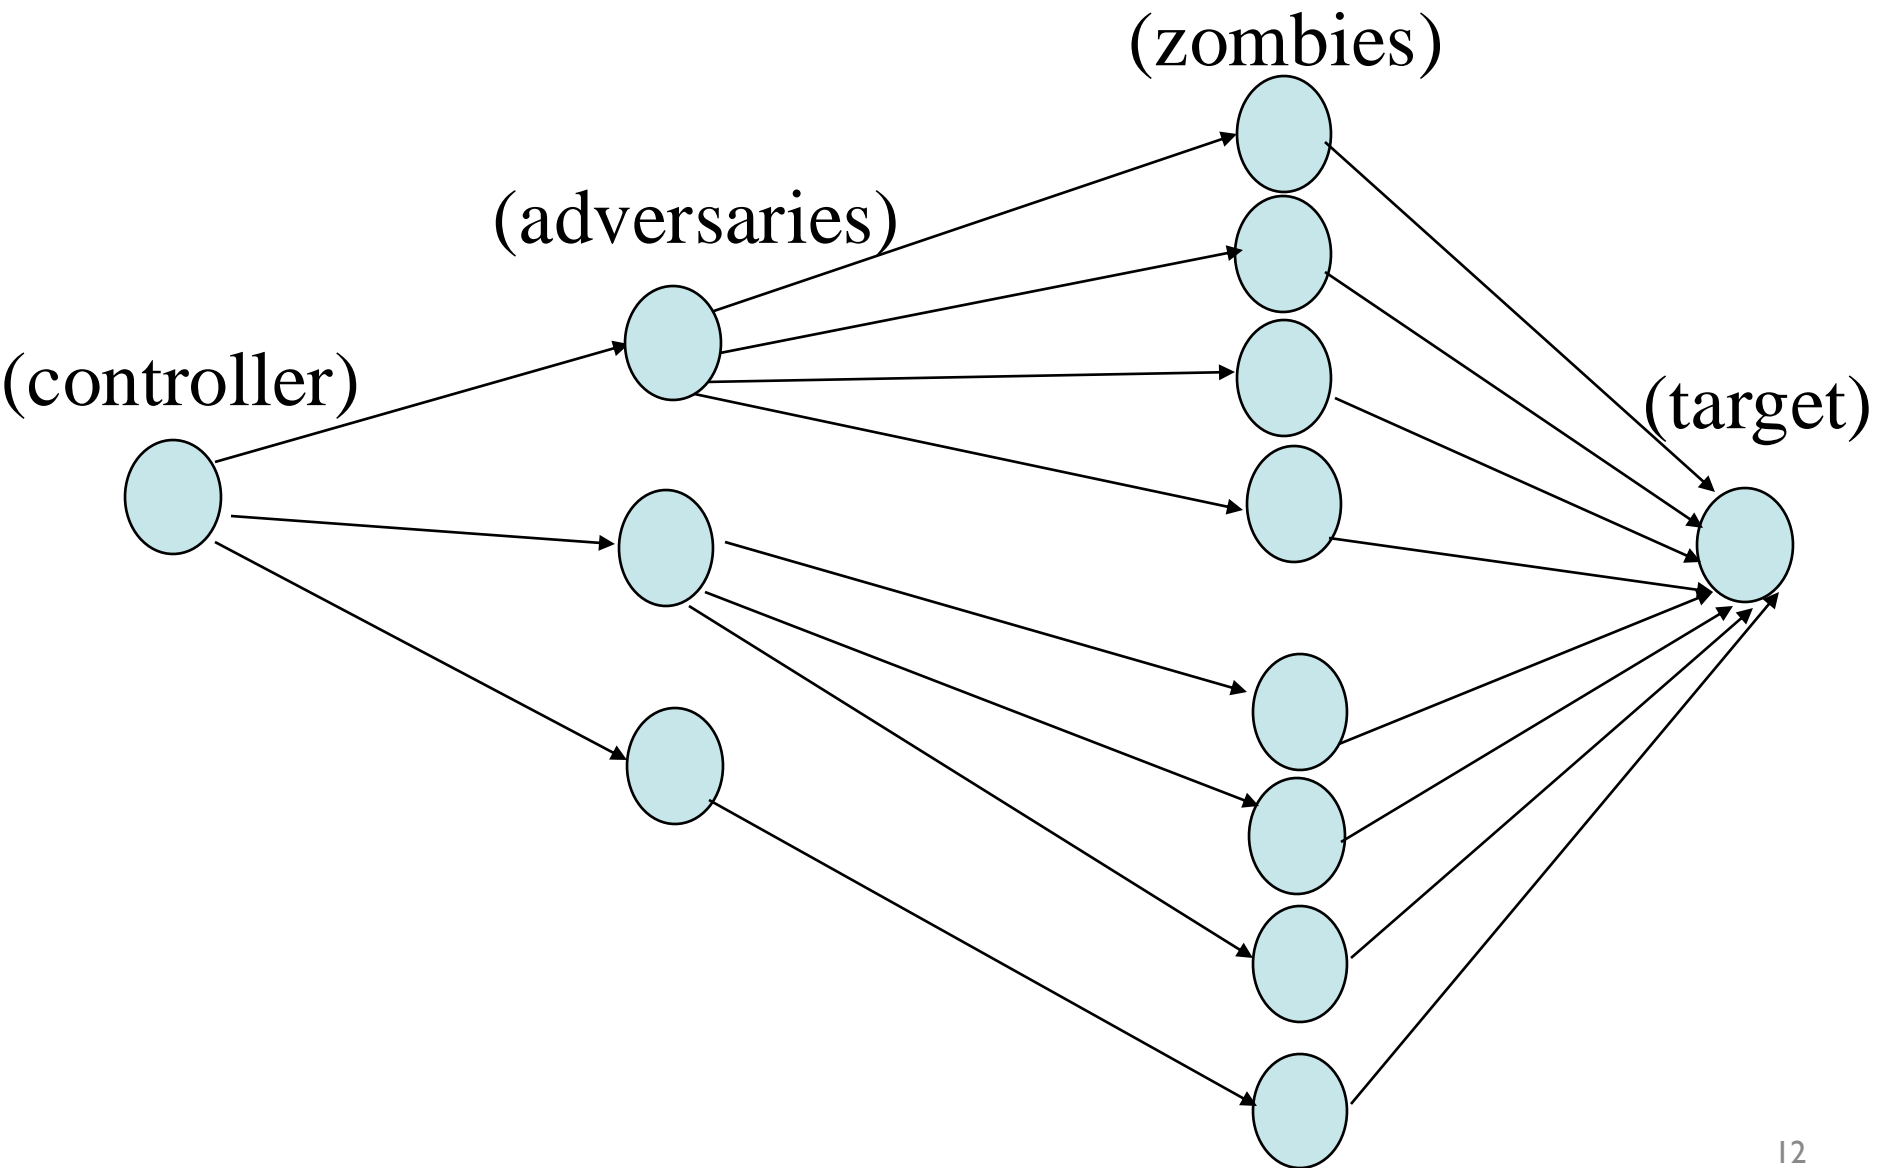 (zombies)
(adversaries)
(controller)
(target)
12